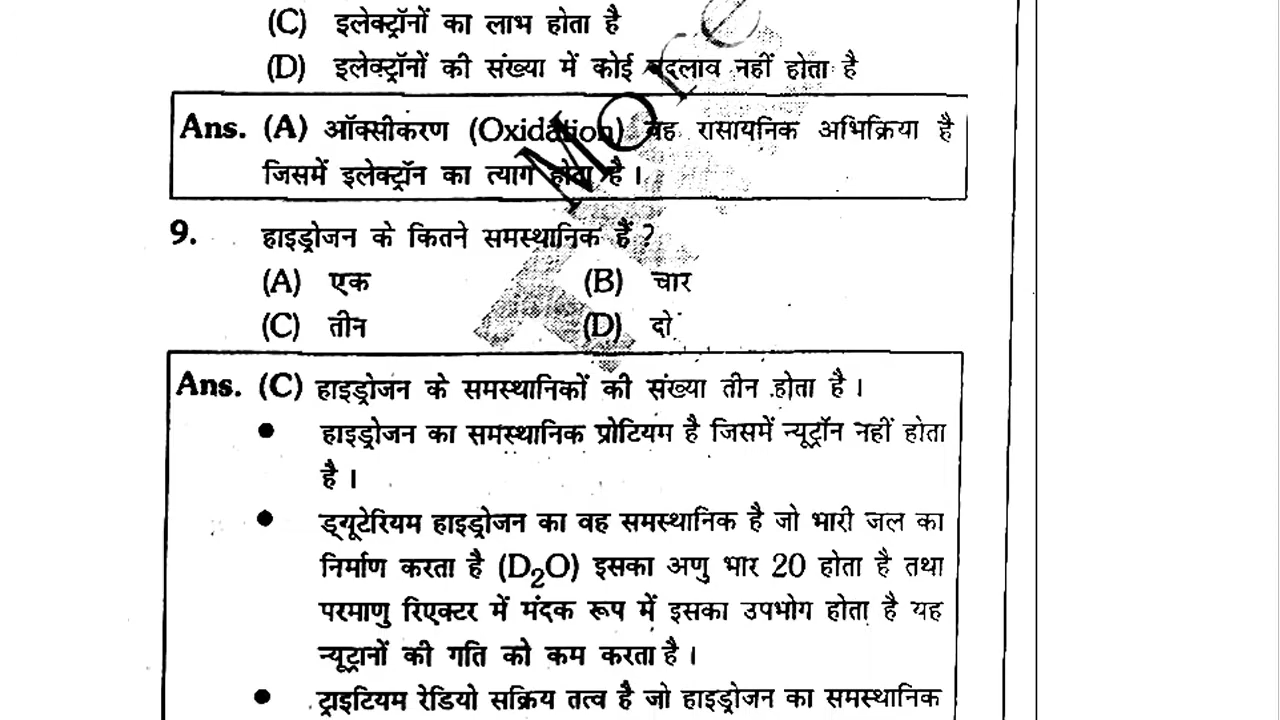 (C) इलेक्ट्रॉनों का लाभ होता है
(D) इलेक्ट्रॉनों की संख्या में कोई बदलाव नहीं होता है
Ans. (A) ऑक्सीकरण (Oxidation) वह रासायनिक अभिक्रिया है
जिसमें इलेक्ट्रॉन का त्याग होता है।
9. हाइड्रोजन के कितने समस्थानिक हैं?
(A) एक (B) चार
(C) तीन (D) दो
Ans. (C) हाइड्रोजन के समस्थानिकों की संख्या तीन होता है।
● हाइड्रोजन का समस्थानिक प्रोटियम है जिसमें न्यूट्रॉन नहीं होता
है।
● ड्यूटेरियम हाइड्रोजन का वह समस्थानिक है जो भारी जल का
निर्माण करता है (D₂O) इसका अणु भार 20 होता है तथा
परमाणु रिएक्टर में मंदक रूप में इसका उपभोग होता है यह
न्यूट्रानों की गति को कम करता है।
● ट्राइटियम रेडियो सक्रिय तत्व है जो हाइड्रोजन का समस्थानिक
More